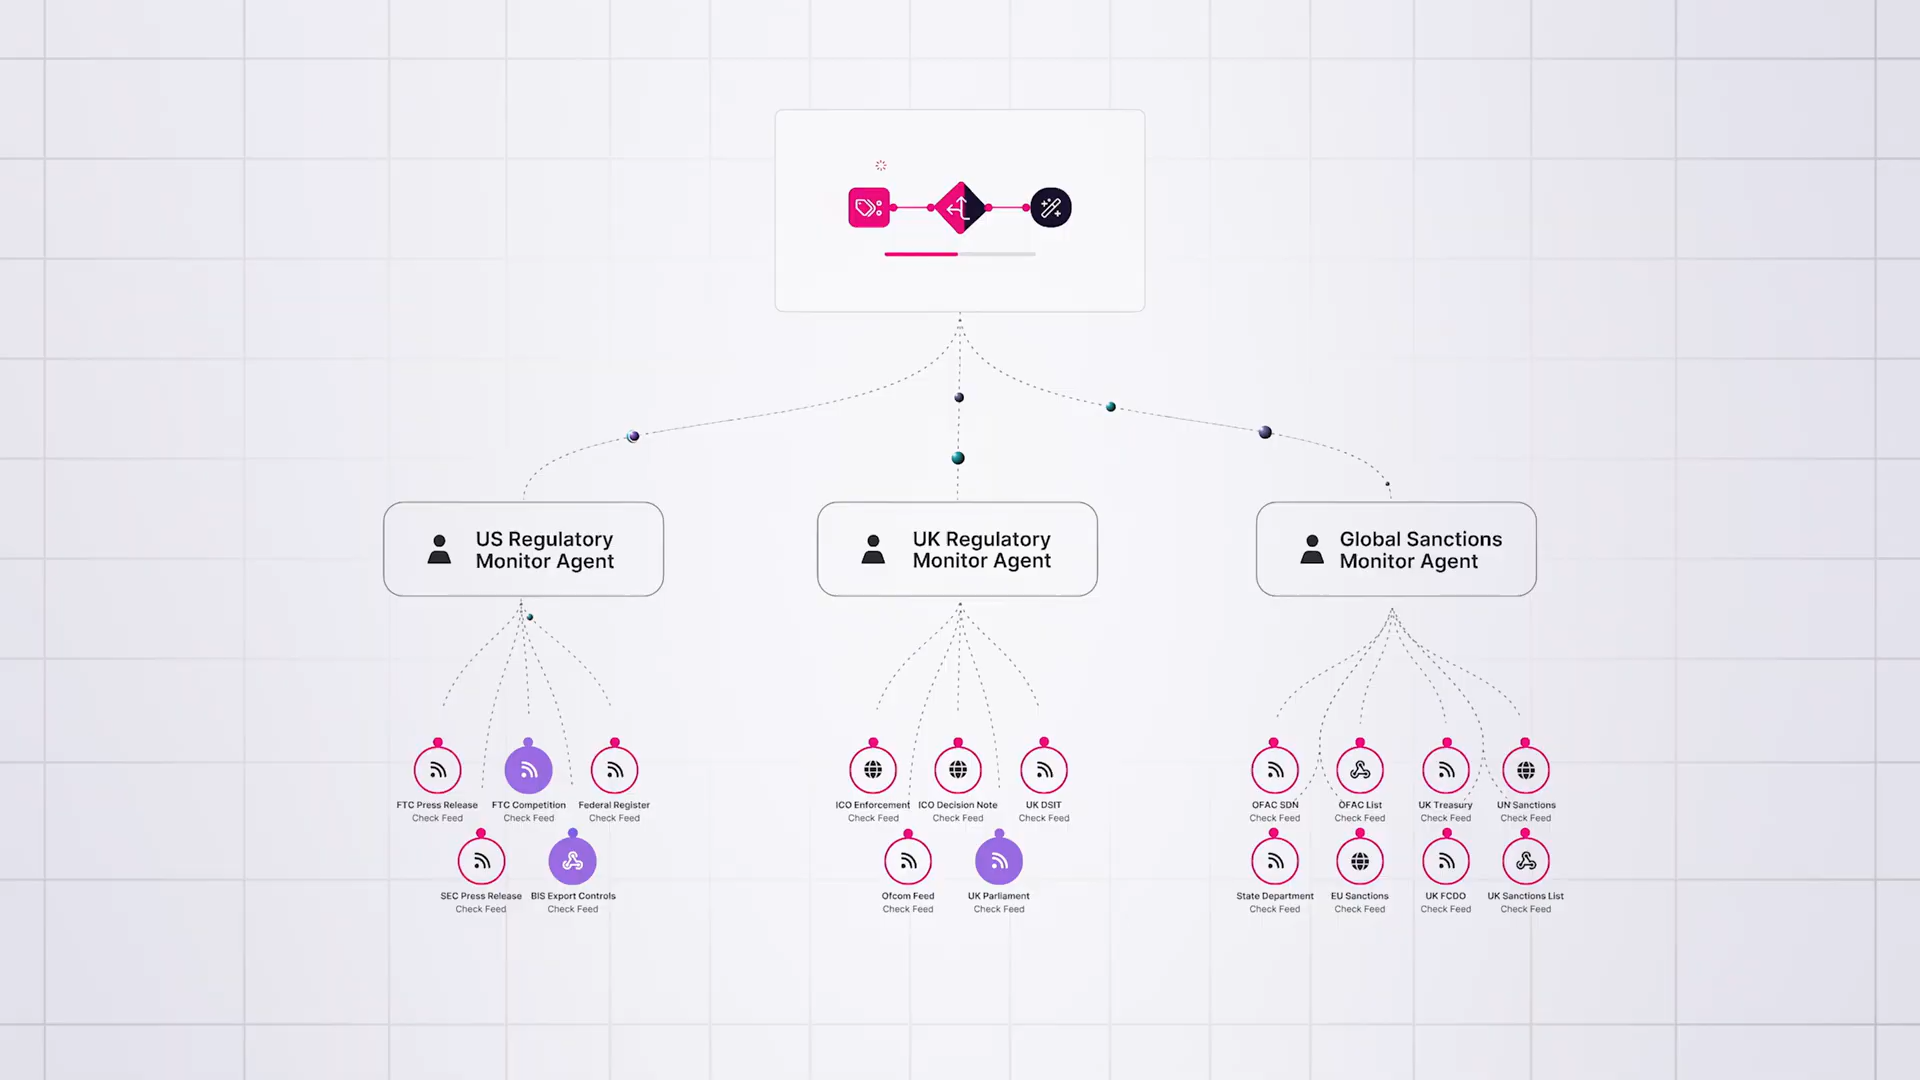 US Regulatory
Monitor Agent
UK Regulatory
Monitor Agent
Global Sanctions
Monitor Agent
FTC Press Release
Check Feed
FTC Competition
Check Feed
Federal Register
Check Feed
SEC Press Release
Check Feed
BIS Export Controls
Check Feed
ICO Enforcement
Check Feed
ICO Decision Note
Check Feed
UK DSIT
Check Feed
Ofcom Feed
Check Feed
UK Parliament
Check Feed
OFAC SDN
Check Feed
OFAC List
Check Feed
UK Treasury
Check Feed
UN Sanctions
Check Feed
State Department
Check Feed
EU Sanctions
Check Feed
UK FCDO
Check Feed
UK Sanctions List
Check Feed